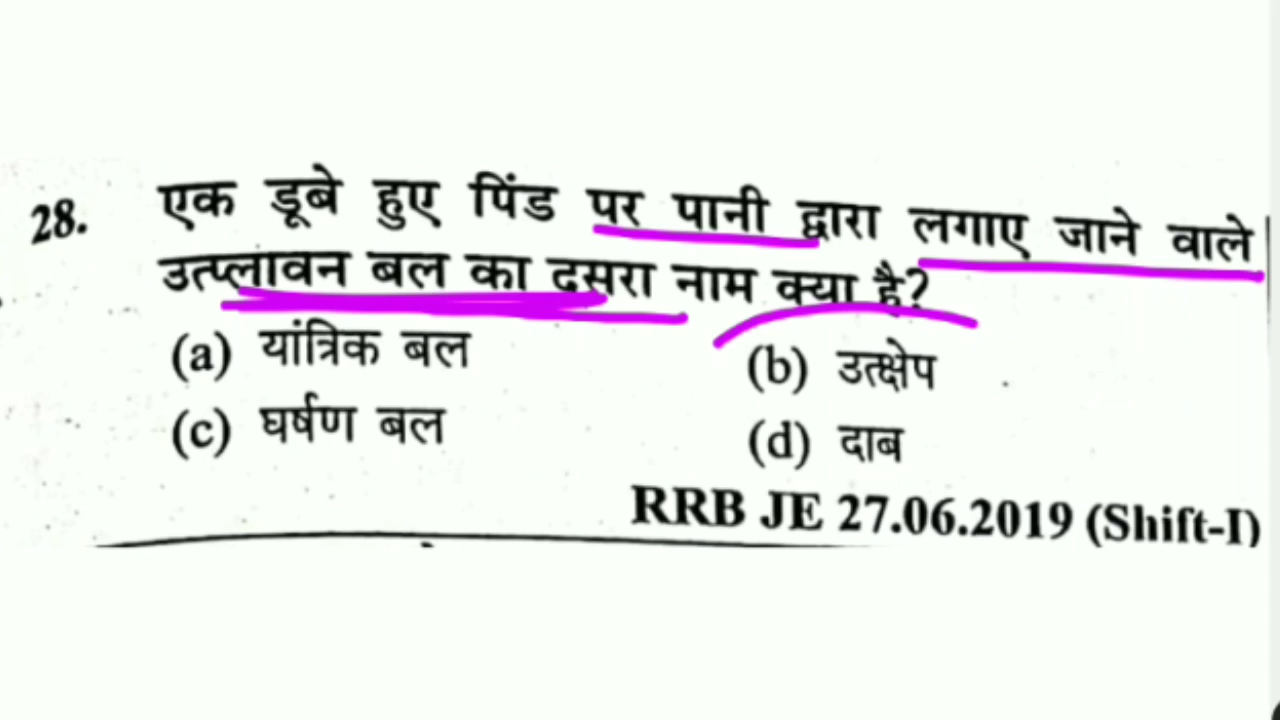 28. एक डूबे हुए पिंड पर पानी द्वारा लगाए जाने वाले
उत्प्लावन बल का दूसरा नाम क्या है?
(a) यांत्रिक बल (b) उत्क्षेप
(c) घर्षण बल (d) दाब
RRB JE 27.06.2019 (Shift-I)